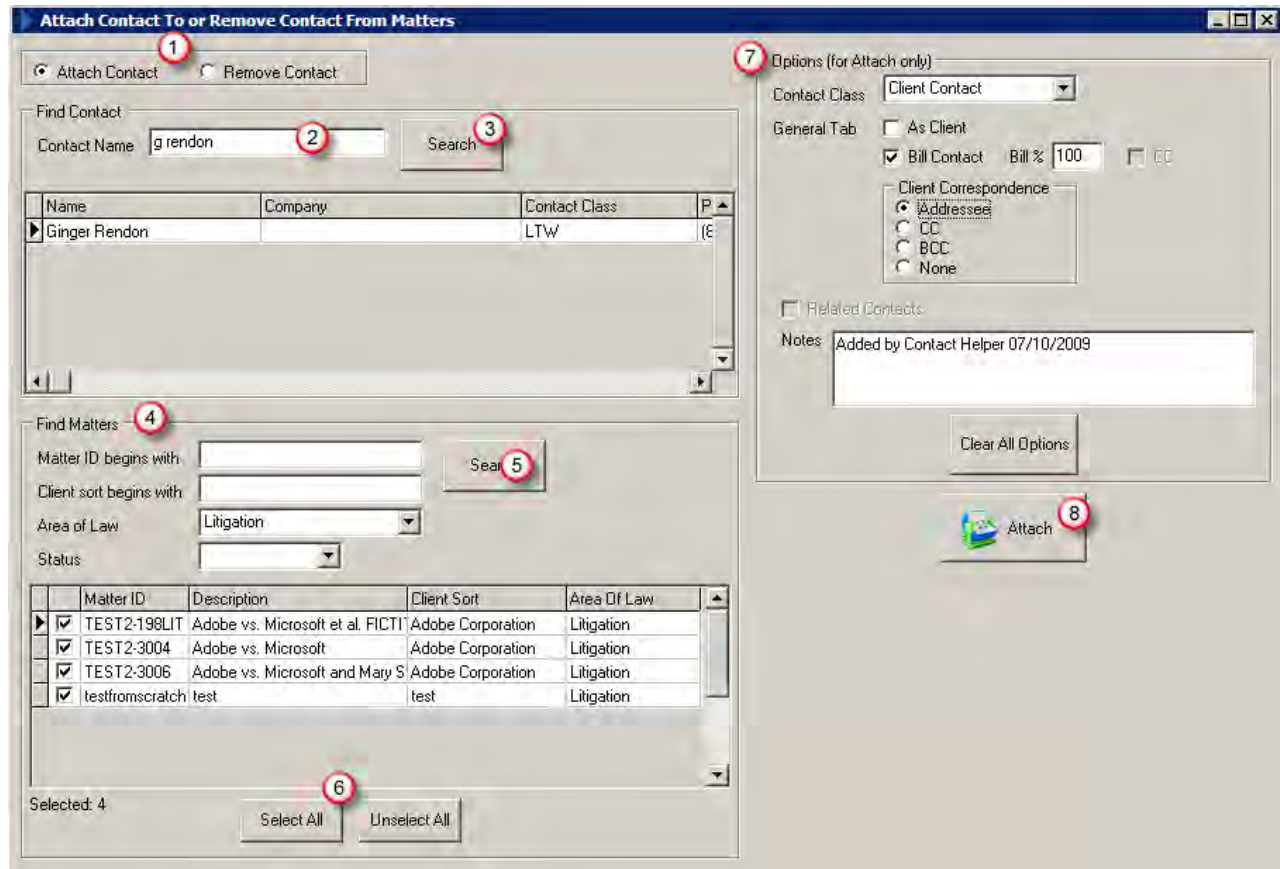 Attach Contact To or Remove Contact From Matters
1
Attach Contact Remove Contact
Find Contact
Contact Name g rendon 2 Search 3
Name Company Contact Class P
Ginger Rendon LTW (8
Find Matters 4
Matter ID begins with
Sear 5
Client sort begins with
Area of Law Litigation
Status
Matter ID Description Client Sort Area Of Law
TEST2-198LIT Adobe vs. Microsoft et al. FICTI Adobe Corporation Litigation
TEST2-3004 Adobe vs. Microsoft Adobe Corporation Litigation
TEST2-3006 Adobe vs. Microsoft and Mary S Adobe Corporation Litigation
testfromscratch test test Litigation
Selected: 4
6
Select All Unselect All
7 Options (for Attach only)
Contact Class Client Contact
General Tab As Client
Bill Contact Bill % 100 CC
Client Correspondence
Addressee
CC
BCC
None
Related Contacts
Notes Added by Contact Helper 07/10/2009
Clear All Options
Attach 8